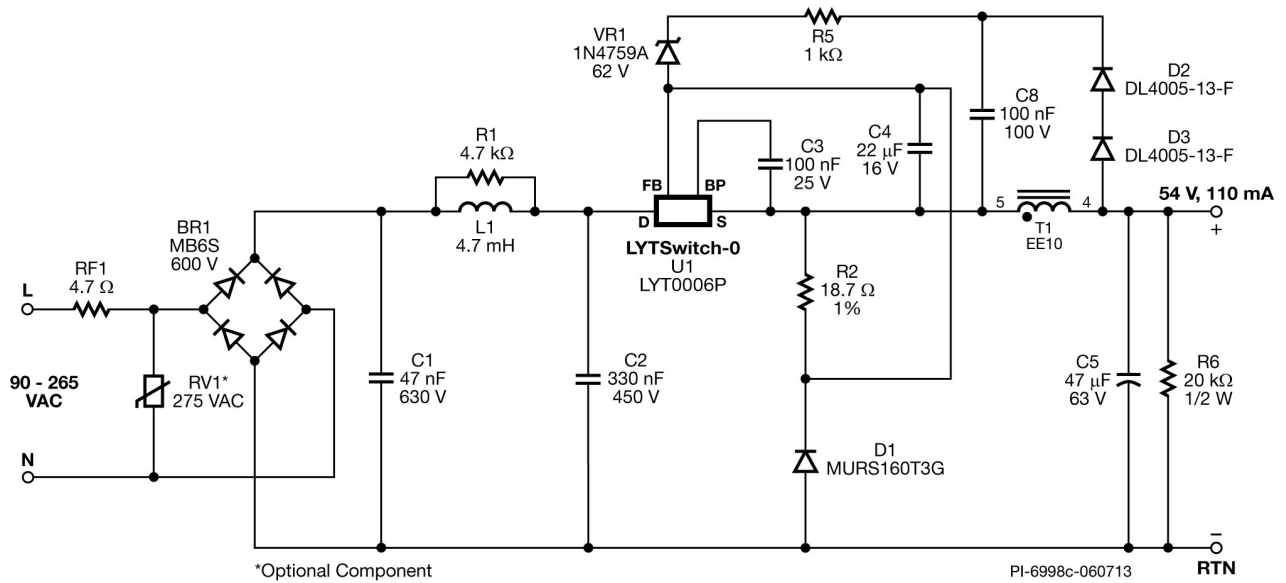 VR1
1N4759A
62 V
R5
1 kΩ
D2
DL4005-13-F
C8
100 nF
100 V
D3
DL4005-13-F
R1
4.7 kΩ
C4
22 μF
16 V
C3
100 nF
25 V
FB
BP
D
S
LYTSwitch-0
U1
LYT0006P
L1
4.7 mH
5
4
T1
EE10
54 V, 110 mA
+
BR1
MB6S
600 V
RF1
4.7 Ω
L
R2
18.7 Ω
1%
90 - 265
VAC
RV1*
275 VAC
C1
47 nF
630 V
C2
330 nF
450 V
C5
47 μF
63 V
R6
20 kΩ
1/2 W
N
D1
MURS160T3G
–
RTN
*Optional Component
PI-6998c-060713